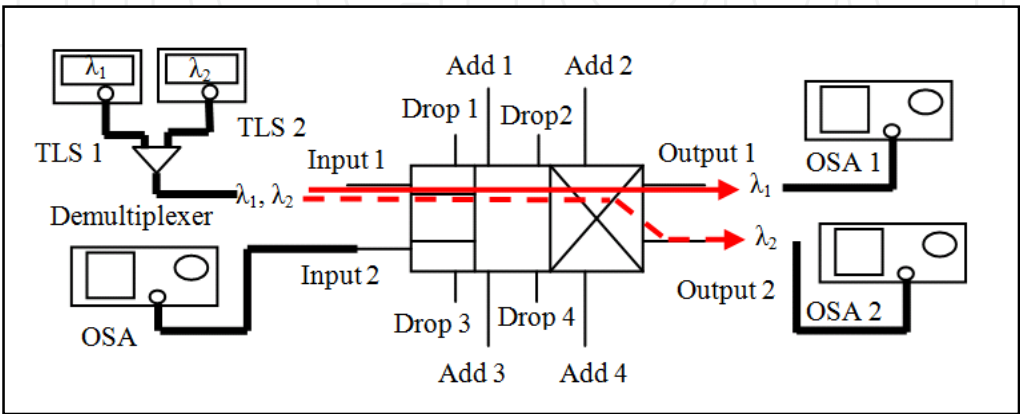 λ1
λ2
Add 1
Add 2
Drop 1
Drop2
TLS 1
TLS 2
Input 1
Output 1
OSA 1
λ1, λ2
λ1
Demultiplexer
λ2
Input 2
Output 2
OSA
Drop 3
Drop 4
OSA 2
Add 3
Add 4